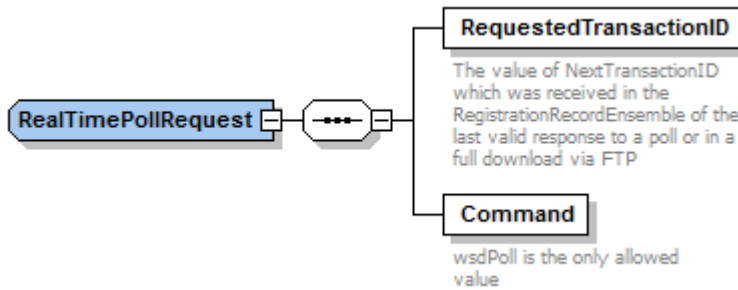 RequestedTransactionID
The value of NextTransactionID
which was received in the
RegistrationRecordEnsemble of the
last valid response to a poll or in a
full download via FTP
RealTimePollRequest
Command
wsdPoll is the only allowed
value